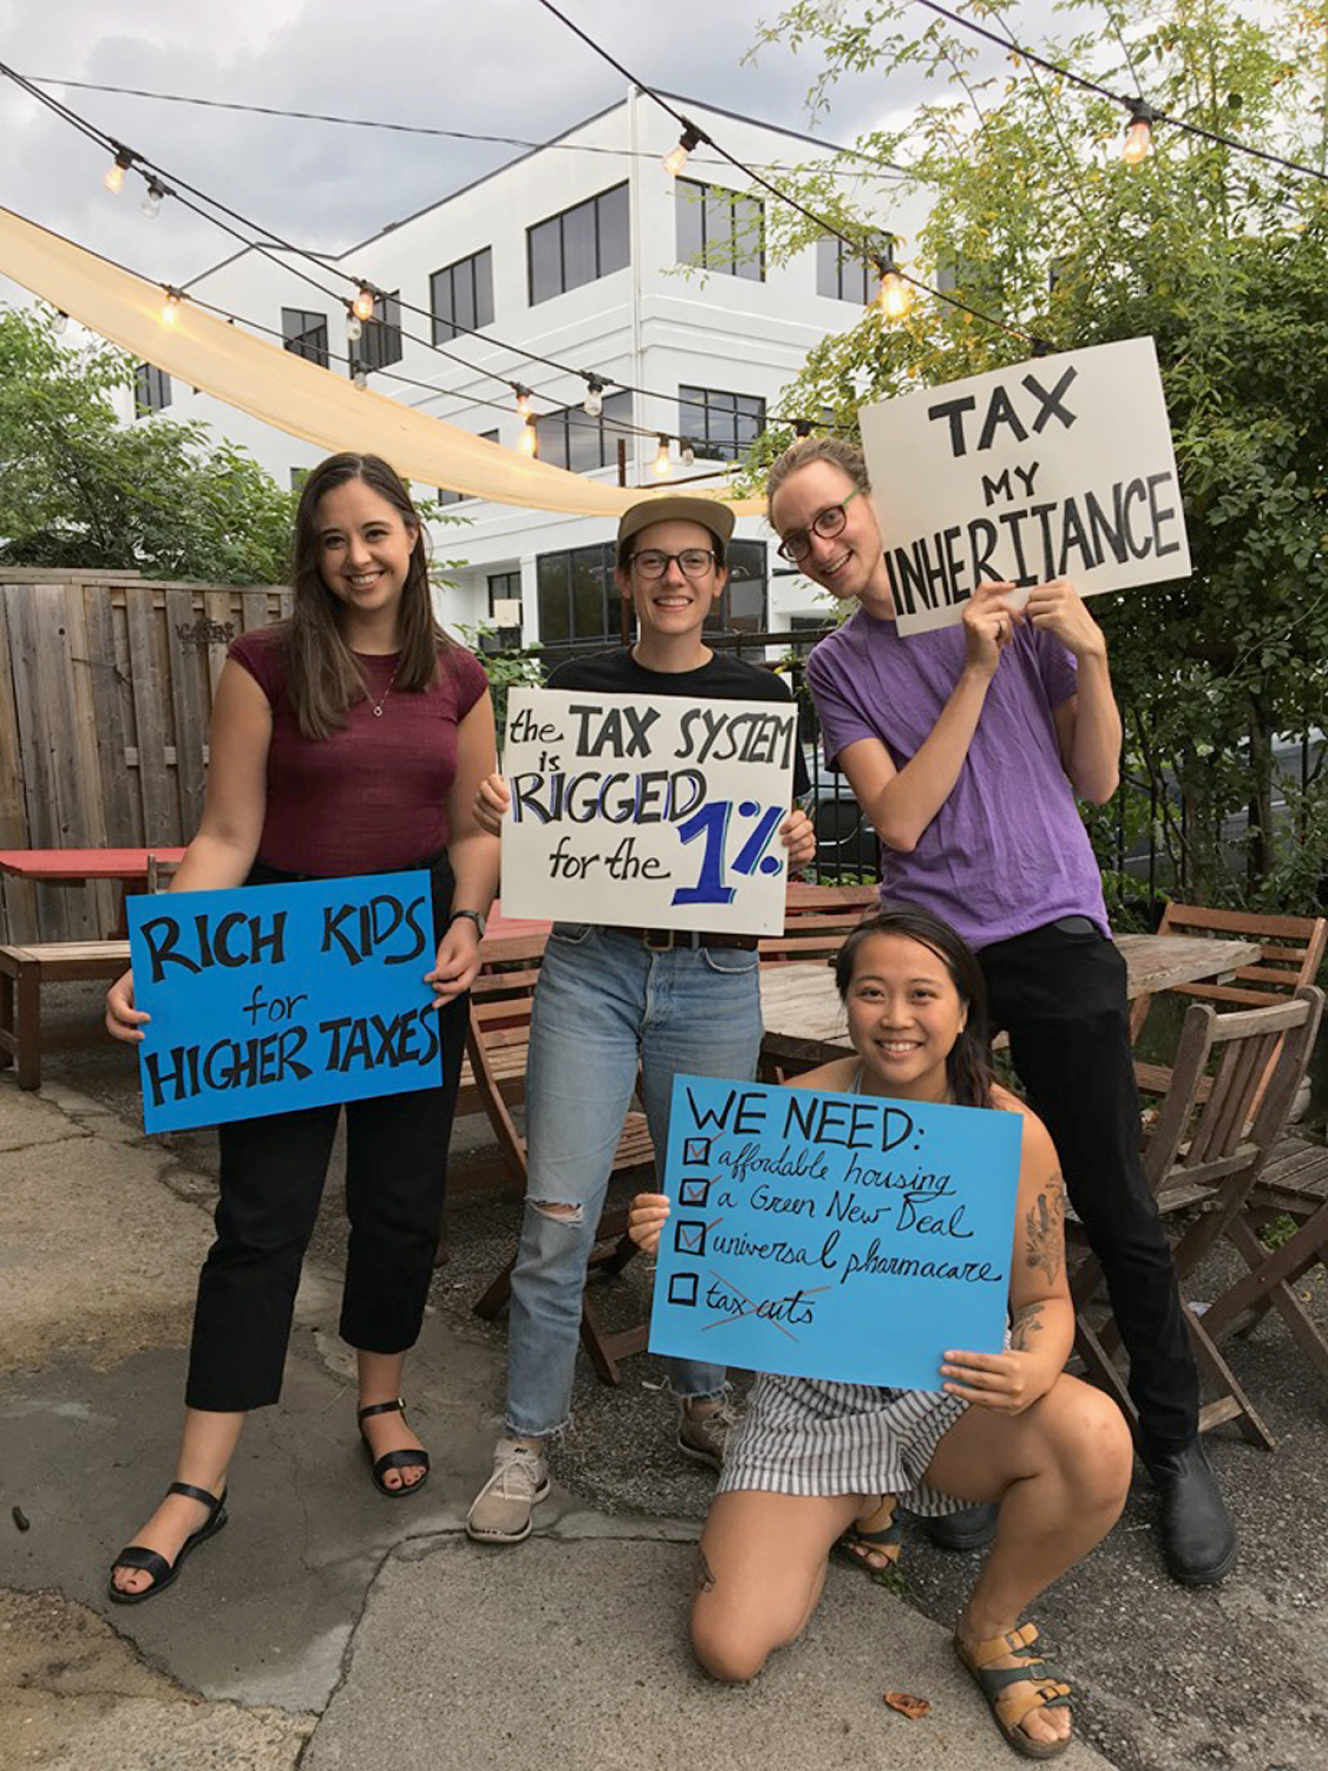 TAX
MY
INHERITANCE
the TAX SYSTEM
is
RIGGED
for the 1%
RICH KIDS
for
HIGHER TAXES
WE NEED:
affordable housing
a Green New Deal
universal pharmacare
tax cuts